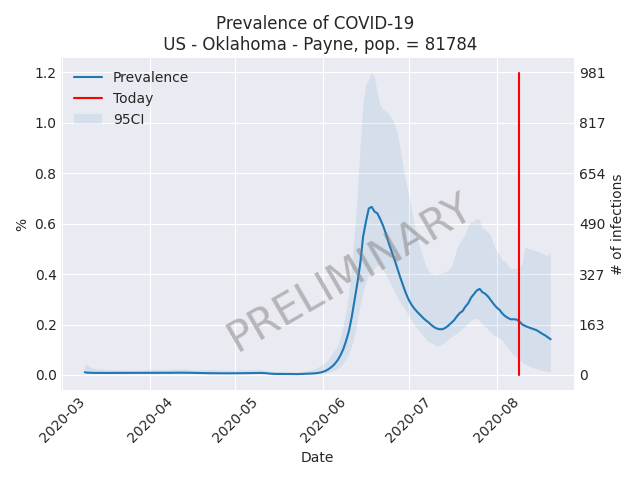 Prevalence of COVID-19
US - Oklahoma - Payne, pop. = 81784
Prevalence
Today
95CI
1.2
1.0
0.8
0.6
0.4
0.2
0.0
%
981
817
654
490
327
163
0
# of infections
PRELIMINARY
2020-03
2020-04
2020-05
2020-06
2020-07
2020-08
Date